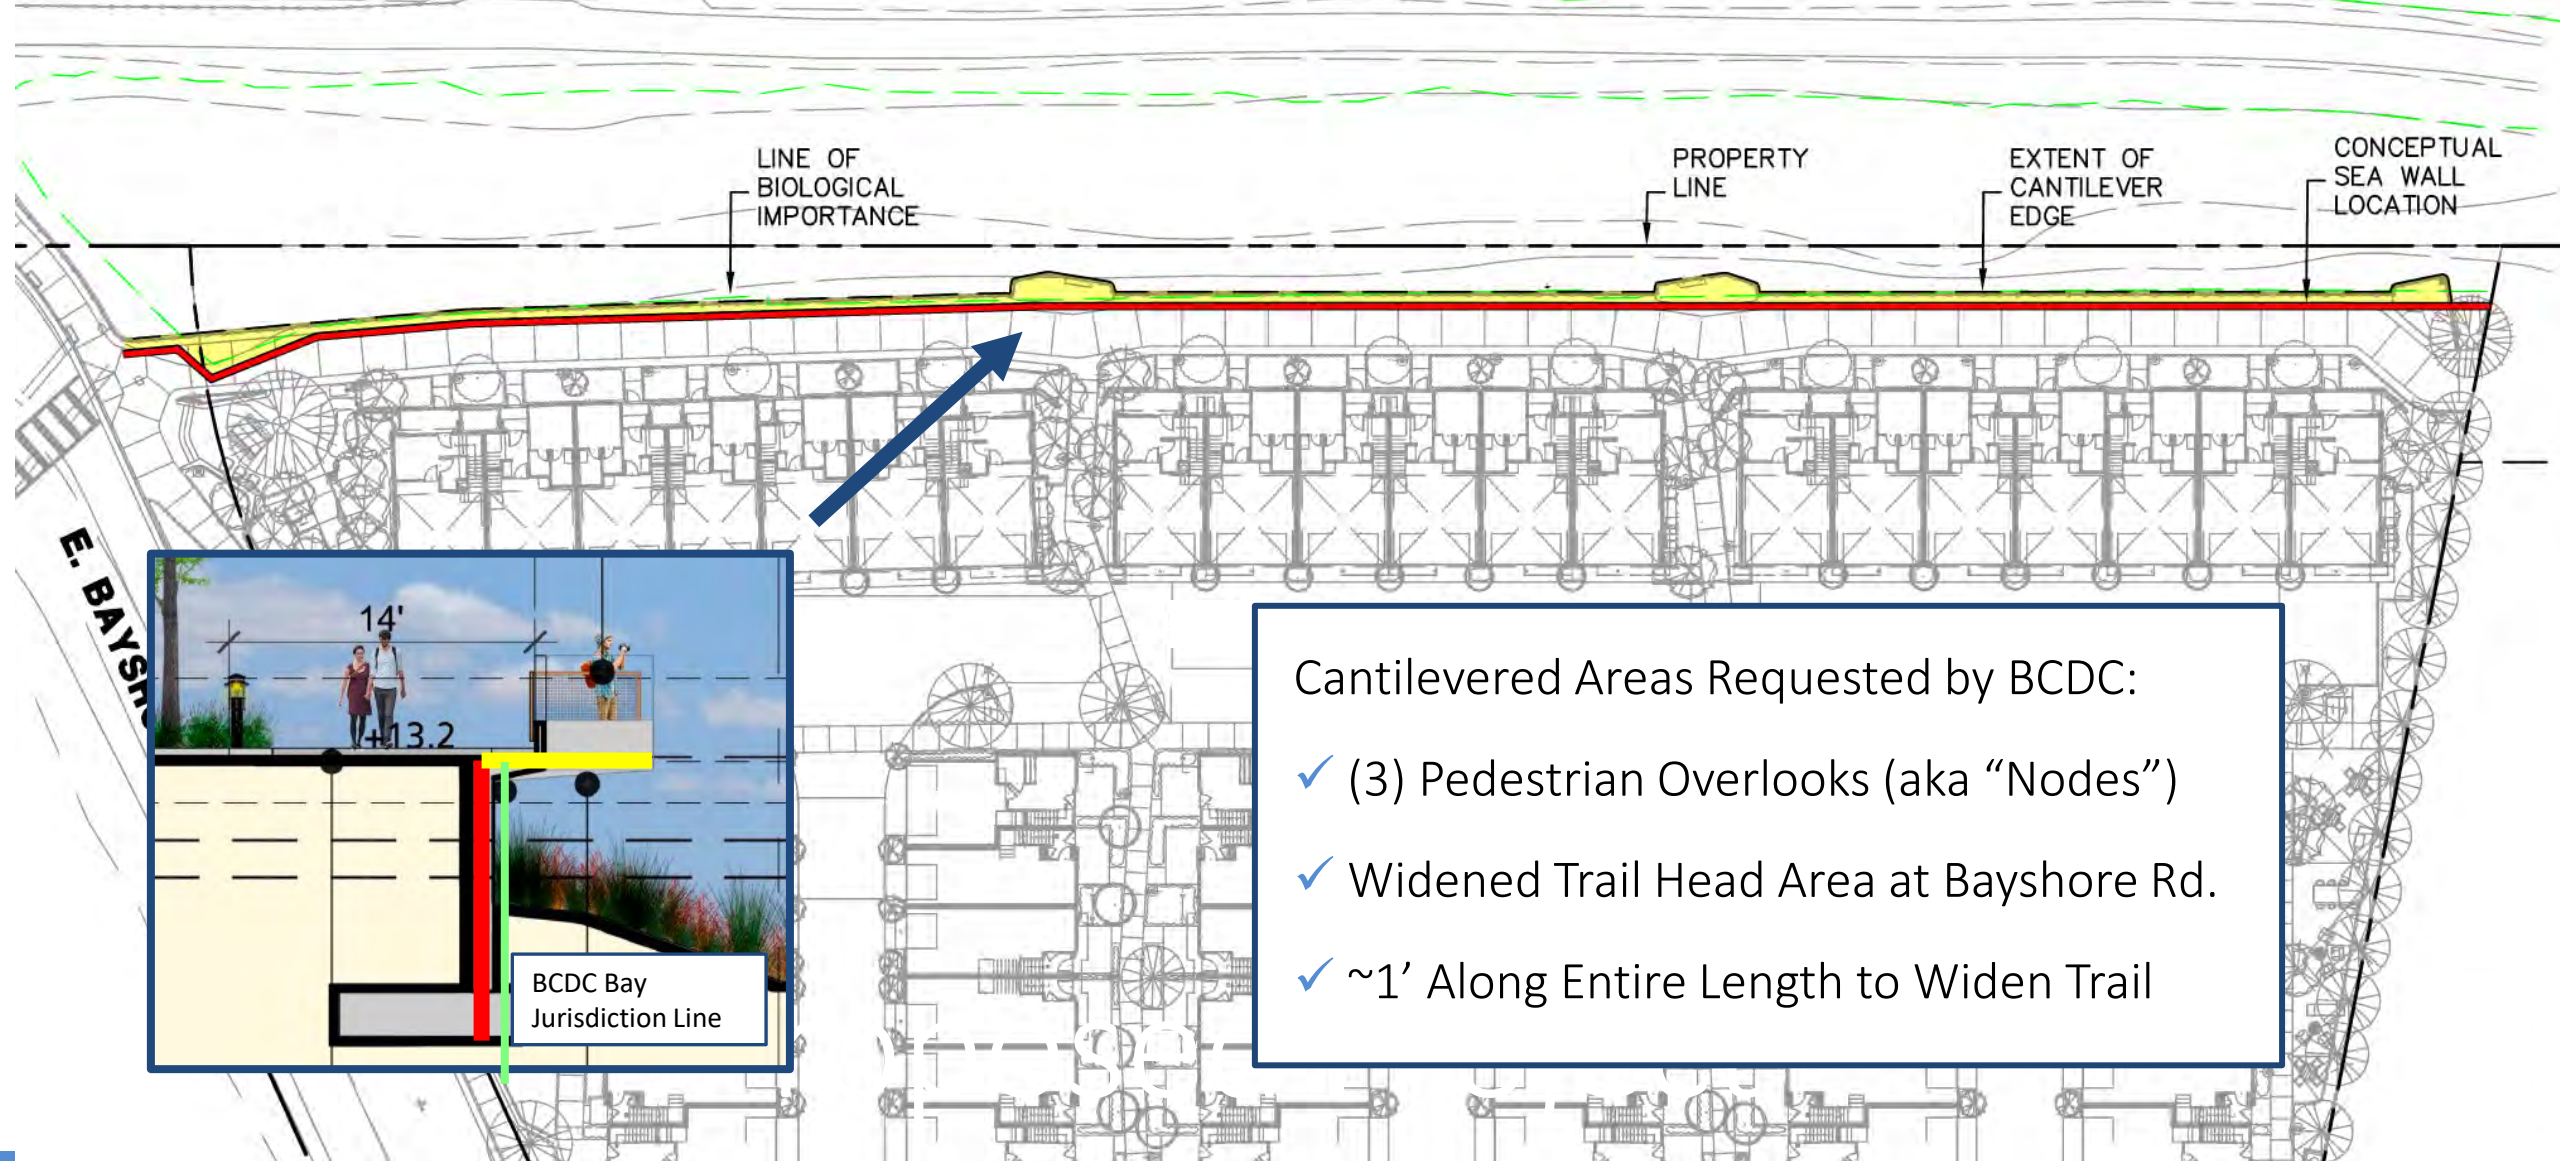 LINE OF
BIOLOGICAL
IMPORTANCE
PROPERTY
LINE
EXTENT OF
CANTILEVER
EDGE
CONCEPTUAL
SEA WALL
LOCATION
E.
14'
+13.2
BCDC Bay
Jurisdiction Line
Cantilevered Areas Requested by BCDC:
✓ (3) Pedestrian Overlooks (aka “Nodes”)
✓ Widened Trail Head Area at Bayshore Rd.
✓ ~1’ Along Entire Length to Widen Trail